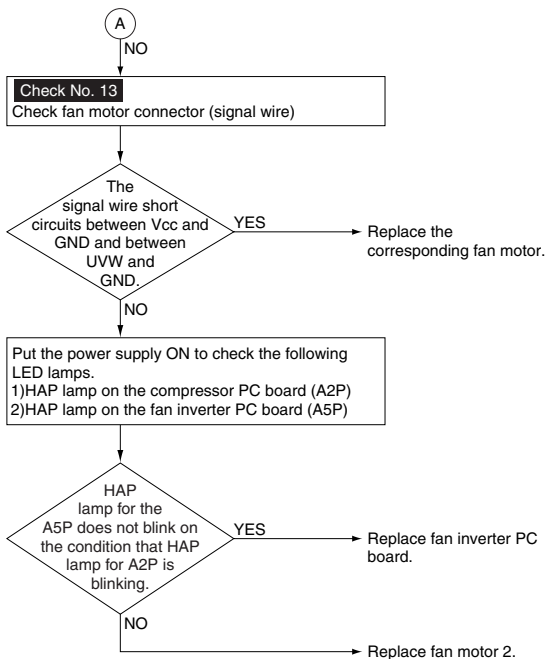 A
NO
Check No. 13
Check fan motor connector (signal wire)
The
signal wire short
circuits between Vcc and
GND and between
UVW and
GND.
YES
Replace the
corresponding fan motor.
NO
Put the power supply ON to check the following
LED lamps.
1)HAP lamp on the compressor PC board (A2P)
2)HAP lamp on the fan inverter PC board (A5P)
HAP
lamp for the
A5P does not blink on
the condition that HAP
lamp for A2P is
blinking.
YES
Replace fan inverter PC
board.
NO
Replace fan motor 2.